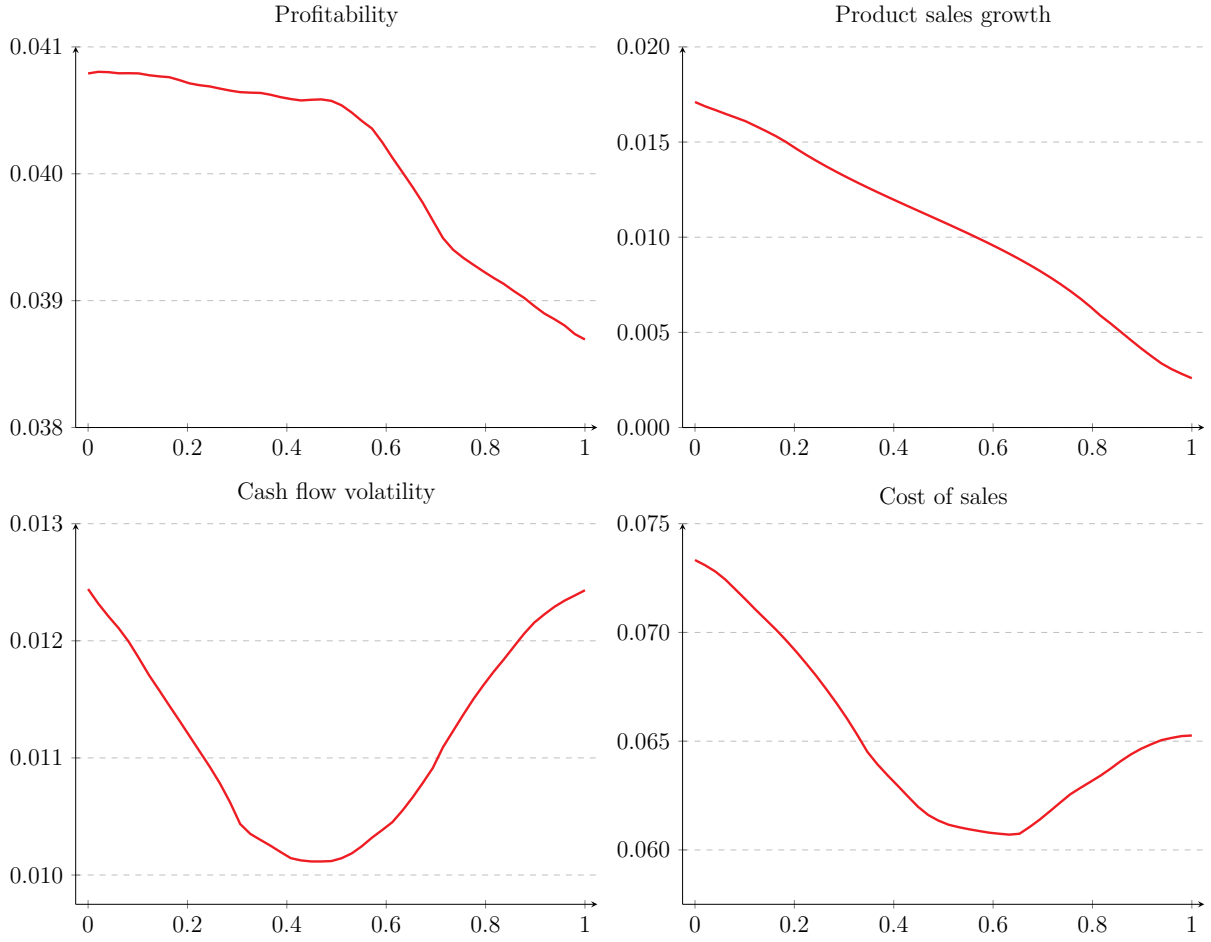 Profitability
0.041
0.040
0.039
0.038
0 0.2 0.4 0.6 0.8 1
Product sales growth
0.020
0.015
0.010
0.005
0.000
0 0.2 0.4 0.6 0.8 1
Cash flow volatility
0.013
0.012
0.011
0.010
0 0.2 0.4 0.6 0.8 1
Cost of sales
0.075
0.070
0.065
0.060
0 0.2 0.4 0.6 0.8 1